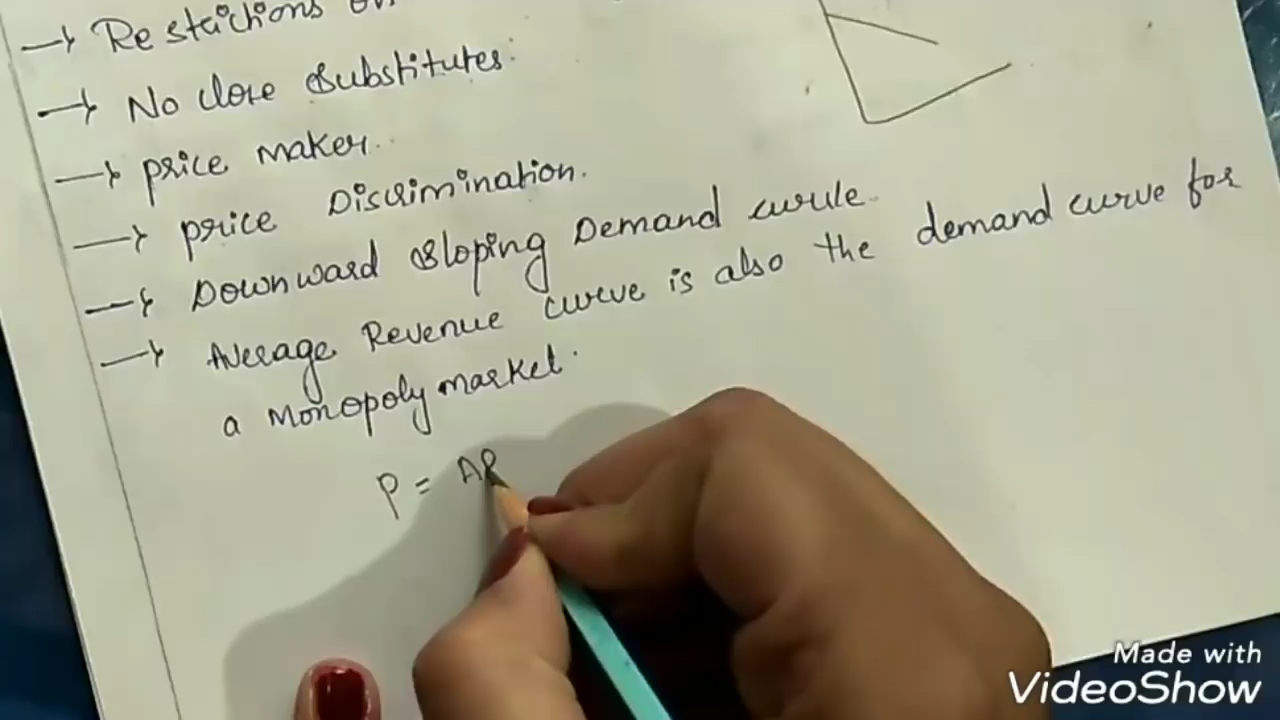 → Restrictions on
→ No close substitutes.
→ price maker.
→ price Discrimination.
→ Downward sloping Demand curve.
→ Average Revenue curve is also the demand curve for
a Monopoly market.
P = AR
Made with
VideoShow